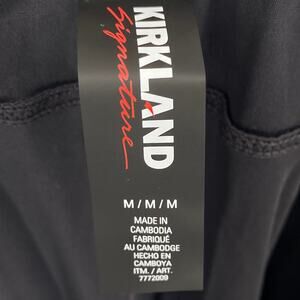 KIRKLAND
Signature
M / M / M
MADE IN
CAMBODIA
FABRIQUÉ
AU CAMBODGE
HECHO EN
CAMBOYA
ITM. / ART.
7772009